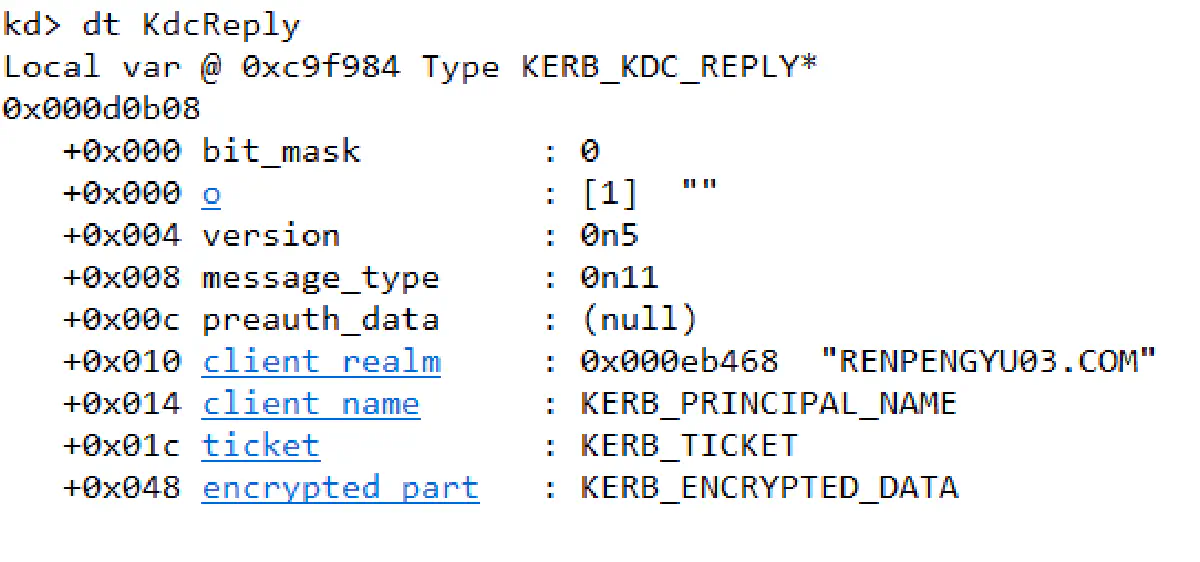 kd> dt KdcReply
Local var @ 0xc9f984 Type KERB_KDC_REPLY*
0x000d0b08
   +0x000 bit_mask         : 0
   +0x000 o                : [1]  ""
   +0x004 version          : 0n5
   +0x008 message_type     : 0n11
   +0x00c preauth_data     : (null)
   +0x010 client_realm     : 0x000eb468  "RENPENGYU03.COM"
   +0x014 client_name      : KERB_PRINCIPAL_NAME
   +0x01c ticket           : KERB_TICKET
   +0x048 encrypted_part   : KERB_ENCRYPTED_DATA